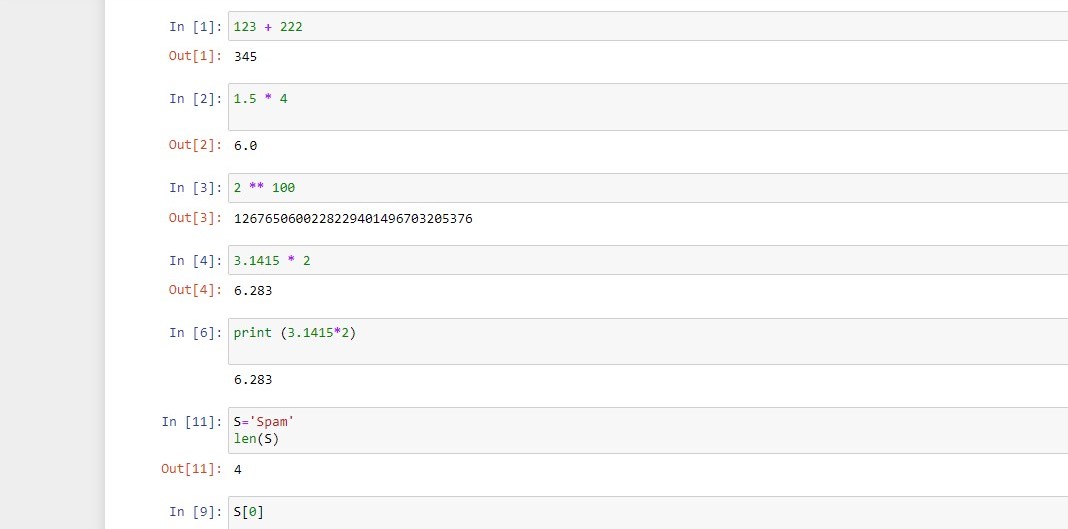 In [1]: 123 + 222
Out[1]: 345
In [2]: 1.5 * 4
Out[2]: 6.0
In [3]: 2 ** 100
Out[3]: 1267650600228229401496703205376
In [4]: 3.1415 * 2
Out[4]: 6.283
In [6]: print (3.1415*2)
6.283
In [11]: S='Spam'
len(S)
Out[11]: 4
In [9]: S[0]